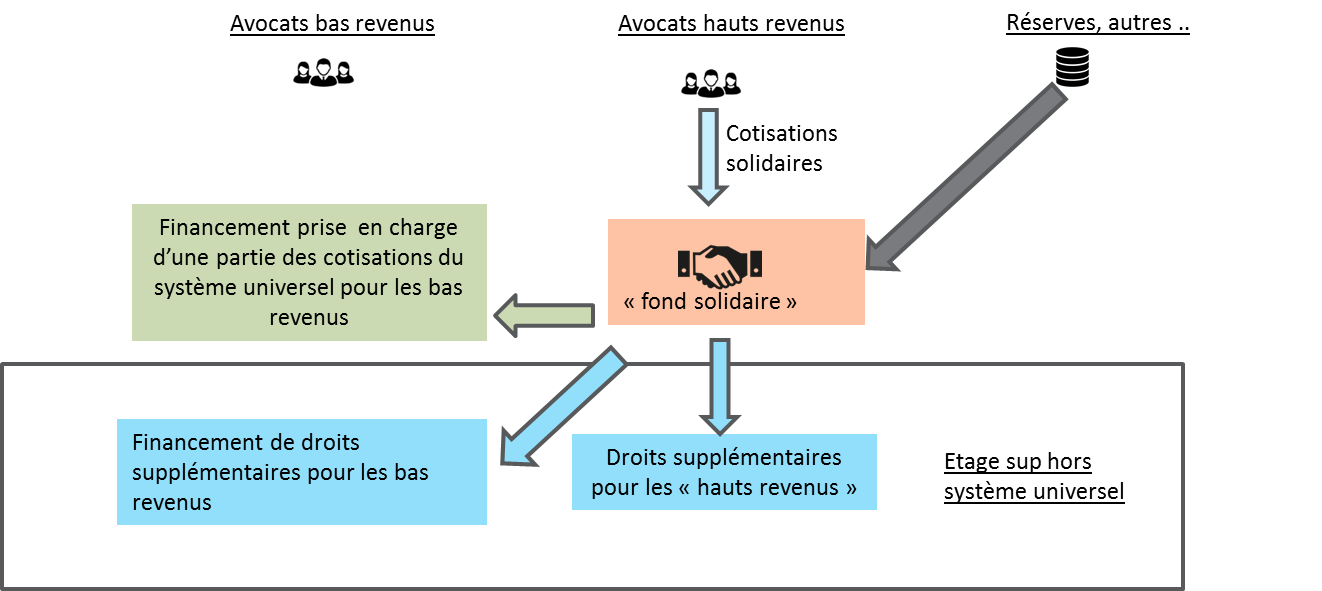 Avocats bas revenus
Avocats hauts revenus
Réserves, autres ..
Cotisations
solidaires
Financement prise en charge
d’une partie des cotisations du
système universel pour les bas
revenus
« fond solidaire »
Financement de droits
supplémentaires pour les bas
revenus
Droits supplémentaires
pour les « hauts revenus »
Etage sup hors
système universel